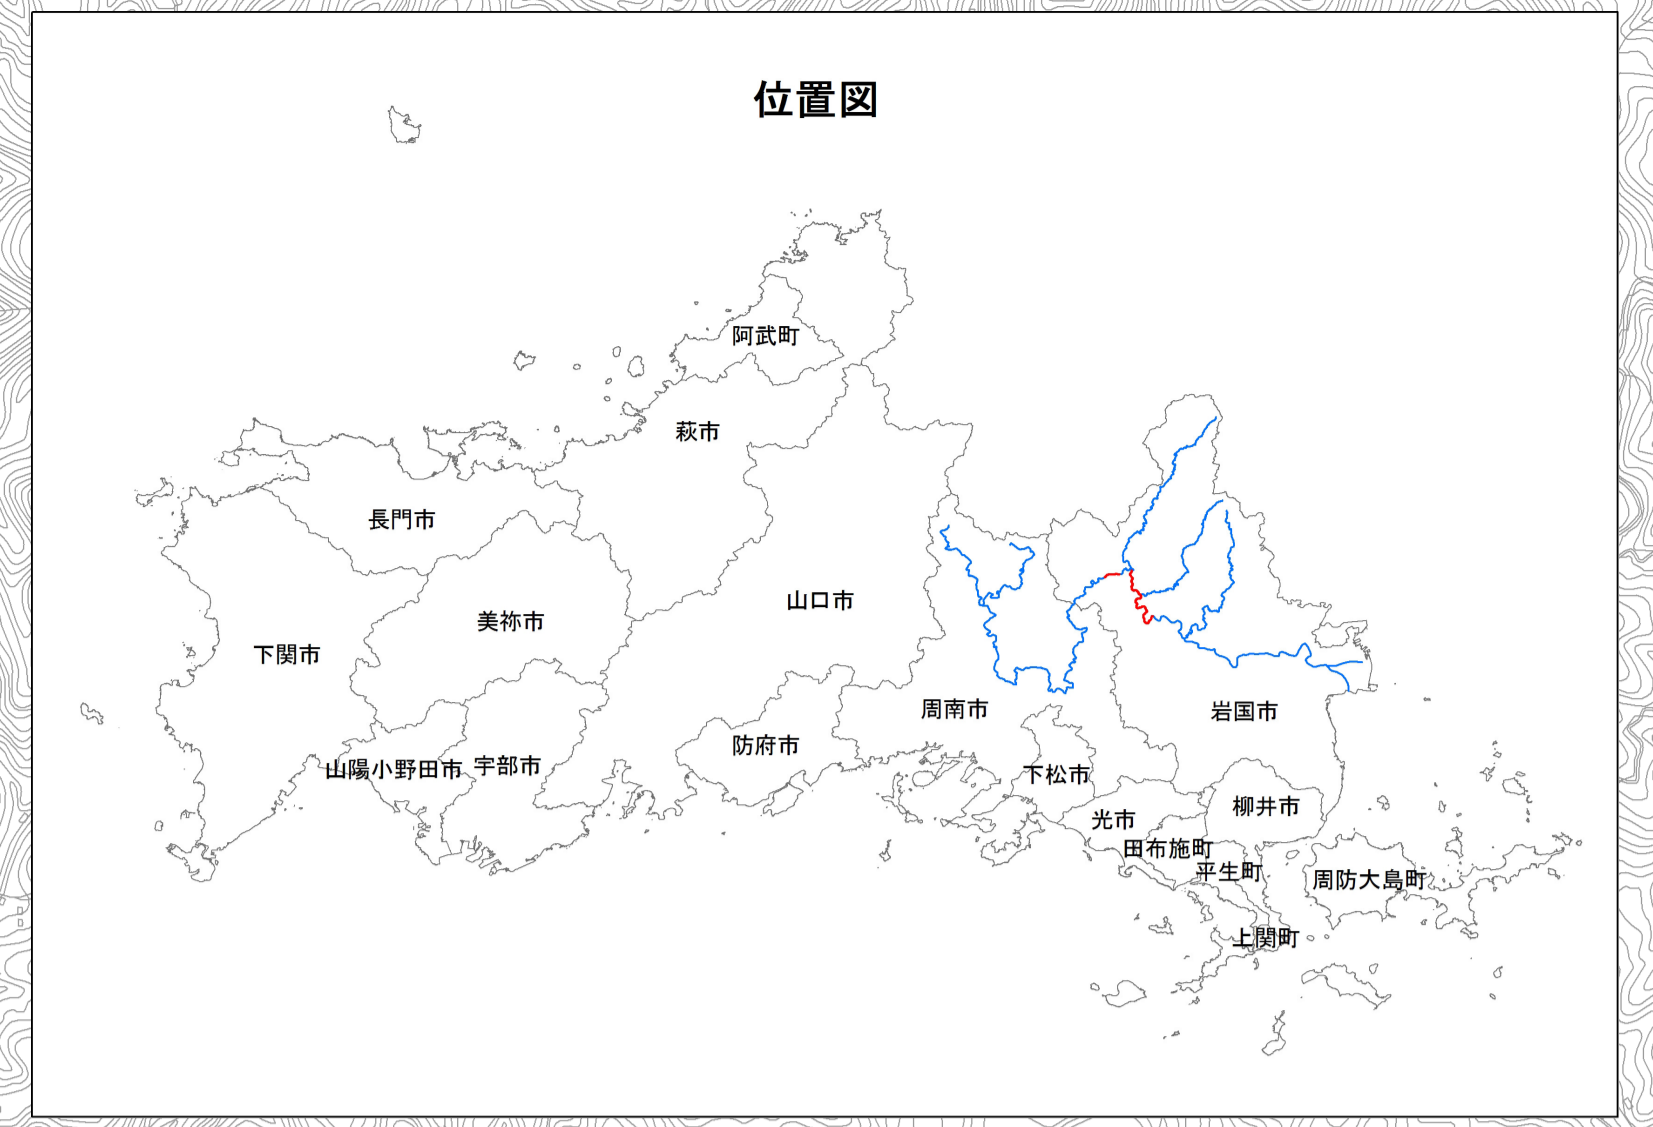 位置図
阿武町
萩市
長門市
山口市
美祢市
下関市
周南市
岩国市
防府市
山陽小野田市
宇部市
下松市
柳井市
光市
田布施町
平生町
周防大島町
上関町